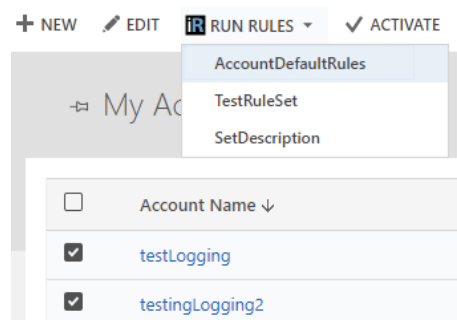 NEW EDIT iR RUN RULES ACTIVATE
AccountDefaultRules
My Ac
TestRuleSet
SetDescription
Account Name
testLogging
testingLogging2